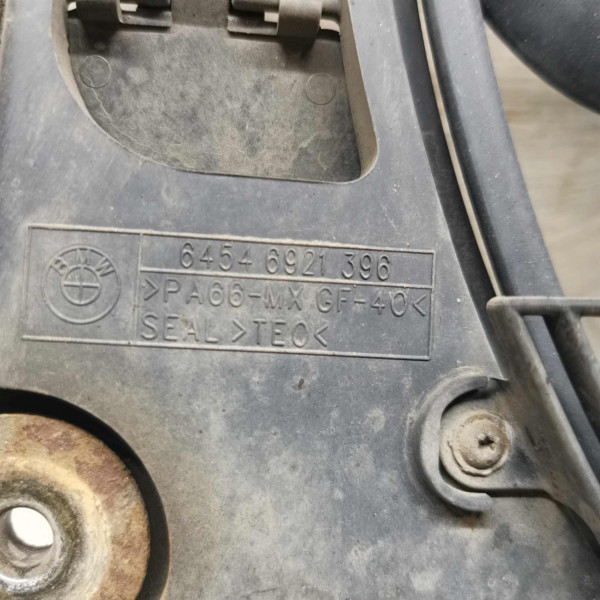 BMW
6454 6921 396
>PA66-MX GF-40<
SEAL >TEO<